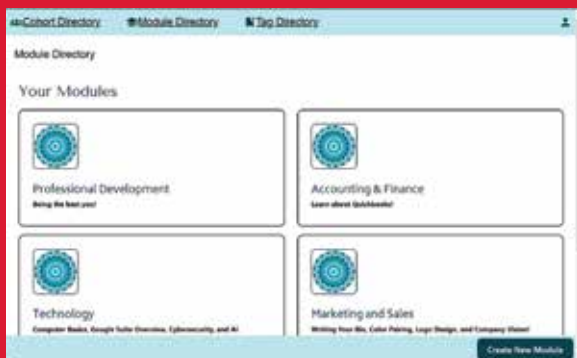 Cohort Directory Module Directory Tag Directory
Module Directory
Your Modules
Professional Development
Being the best you!
Accounting & Finance
Learn about Quickbooks!
Technology
Computer Basics, Google Suite Overview, Cybersecurity, and AI
Marketing and Sales
Writing Your Bio, Color Pairing, Logo Design, and Company Vision!
Create New Module